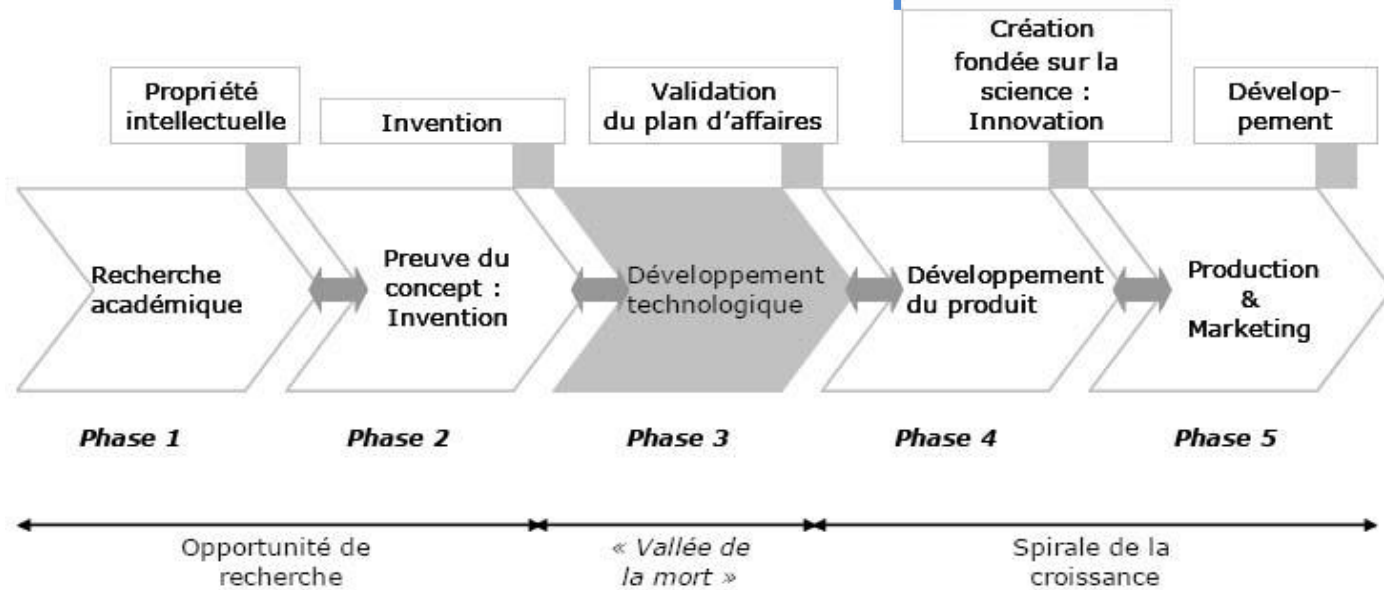 Propriété
intellectuelle
Invention
Validation
du plan d’affaires
Création
fondée sur la
science :
Innovation
Dévelop-
pement
Recherche
académique
Preuve du
concept :
Invention
Développement
technologique
Développement
du produit
Production
&
Marketing
Phase 1
Phase 2
Phase 3
Phase 4
Phase 5
Opportunité de
recherche
« Vallée de
la mort »
Spirale de la
croissance